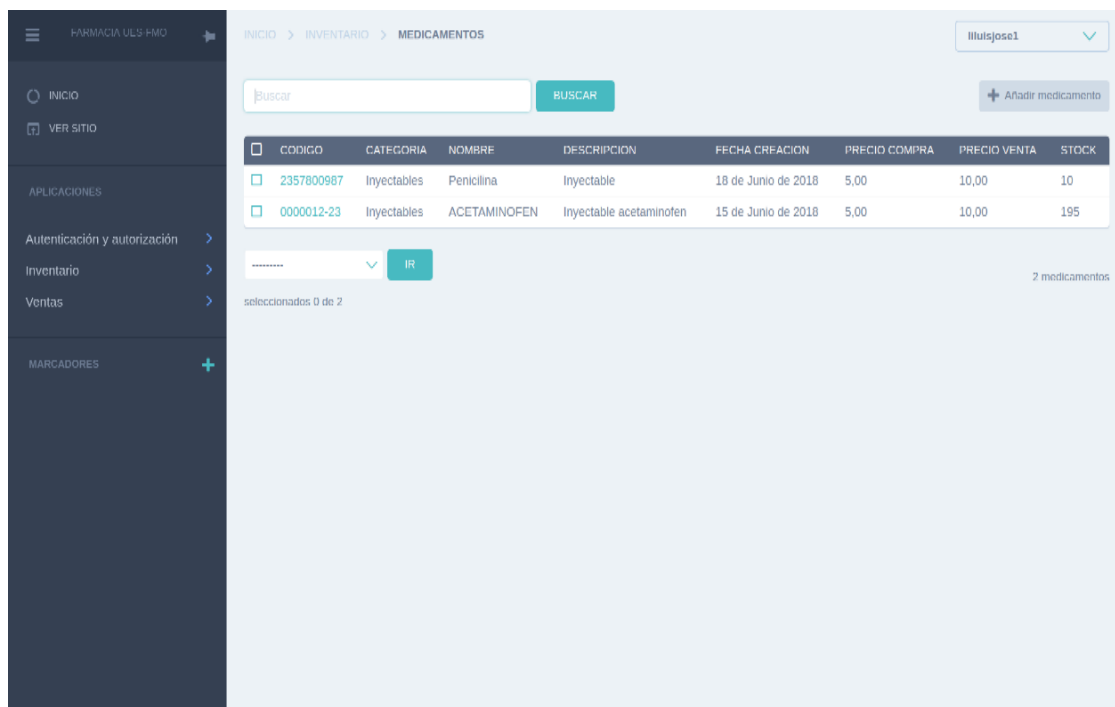 FARMACIA UES-FMO
INICIO
VER SITIO
APLICACIONES
Autenticación y autorización
Inventario
Ventas
MARCADORES
INICIO > INVENTARIO > MEDICAMENTOS
liluisjose1
Buscar
BUSCAR
Añadir medicamento
CODIGO CATEGORIA NOMBRE DESCRIPCION FECHA CREACION PRECIO COMPRA PRECIO VENTA STOCK
2357800987 Inyectables Penicilina Inyectable 18 de Junio de 2018 5,00 10,00 10
0000012-23 Inyectables ACETAMINOFEN Inyectable acetaminofen 15 de Junio de 2018 5,00 10,00 195
---------
IR
2 medicamentos
seleccionados 0 de 2